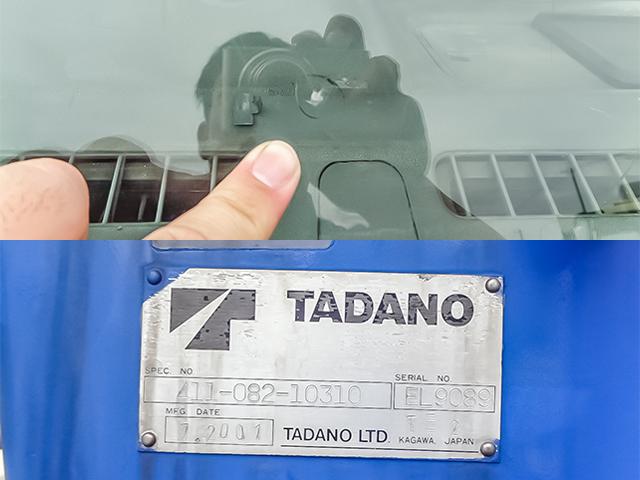 TADANO
SPEC. NO
411-082-10310
SERIAL NO.
EL9089
MFG. DATE
7.2001
TADANO LTD. KAGAWA, JAPAN